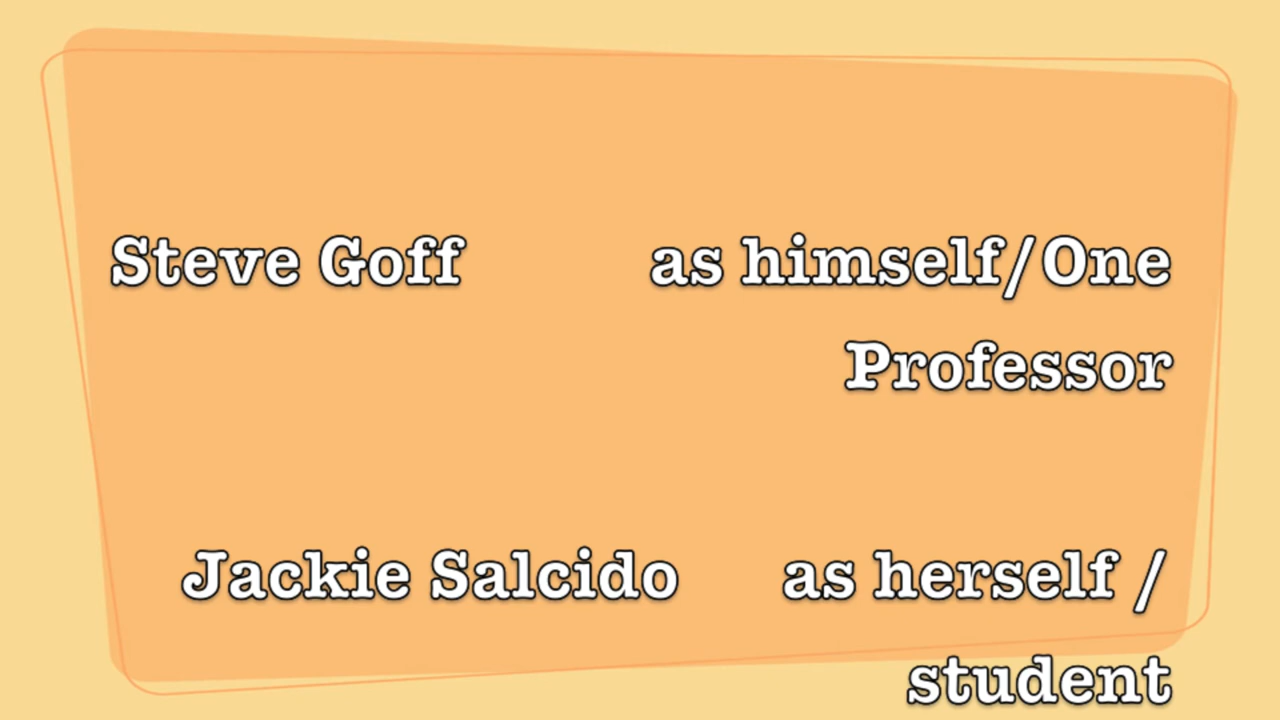 Steve Goff as himself/One
Professor
Jackie Salcido as herself /
student